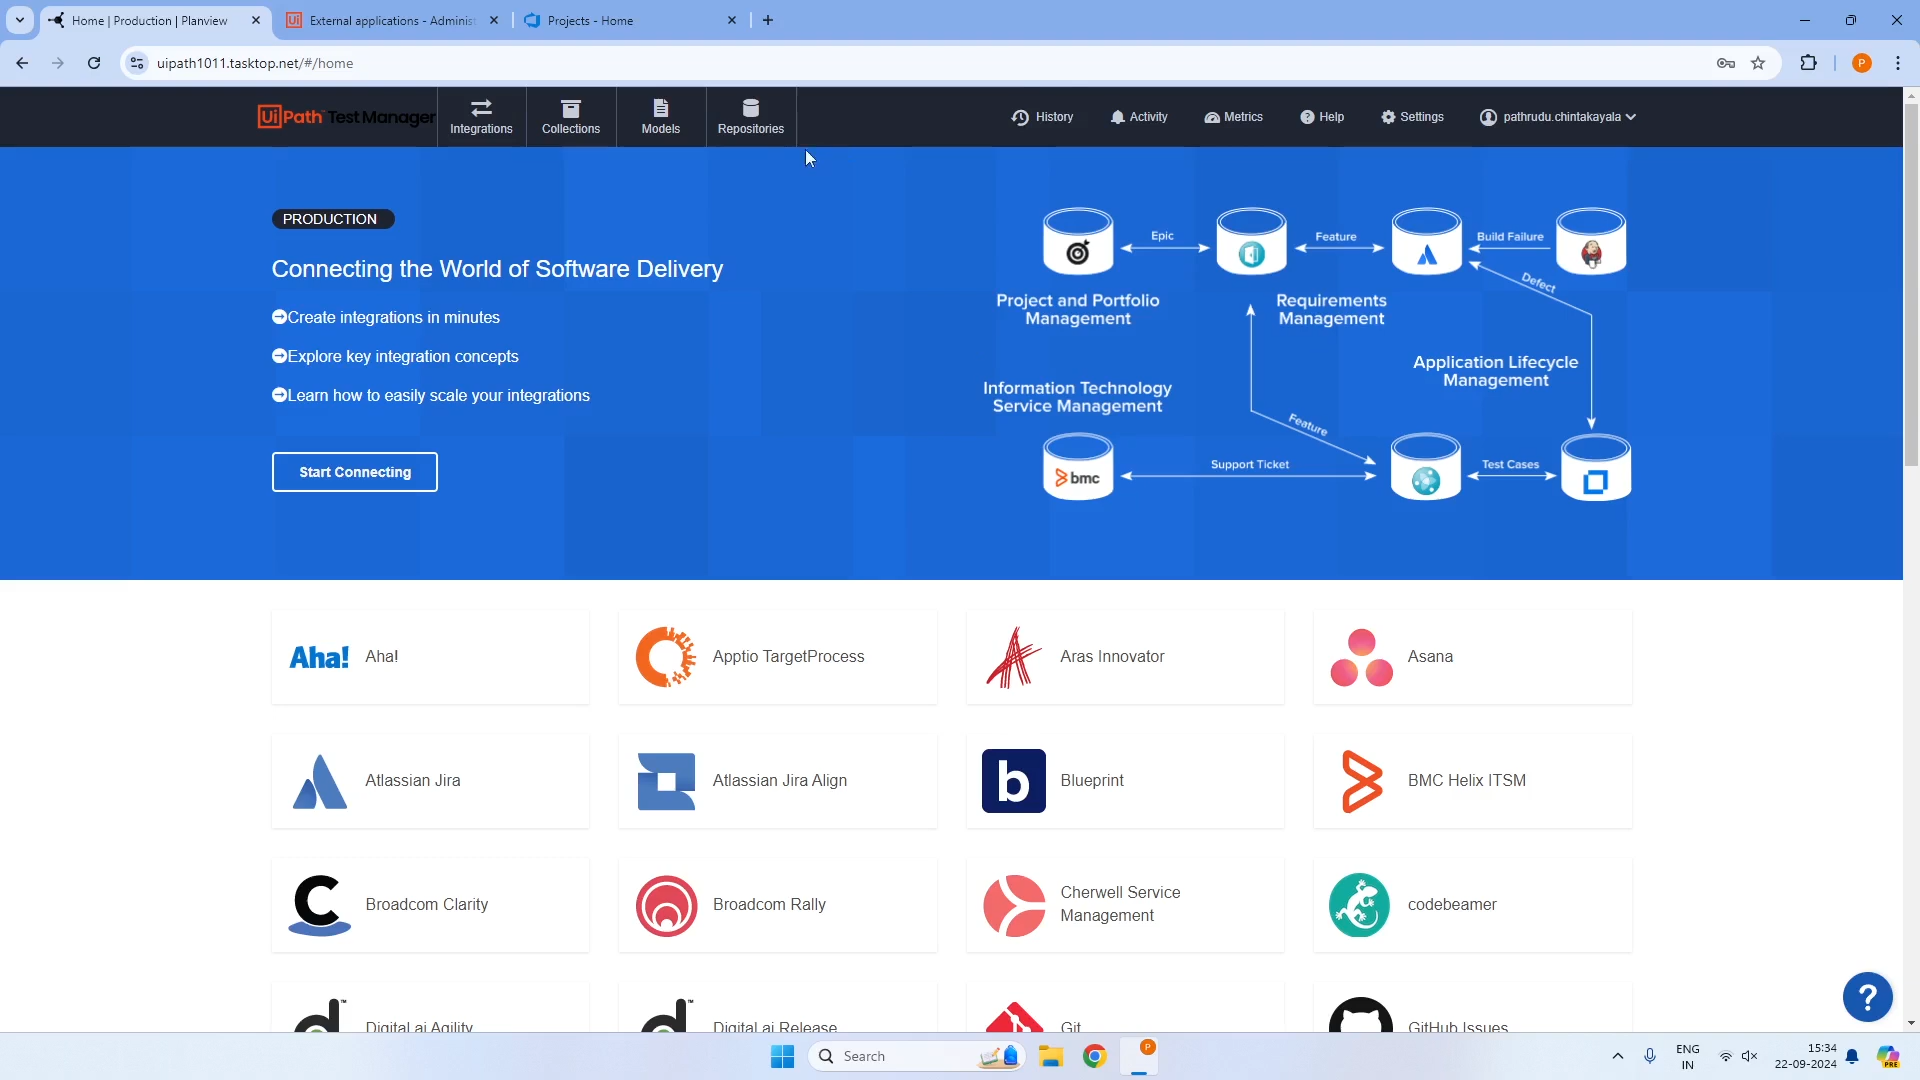 Home | Production | Planview
External applications - Adminis
Projects - Home
uipath1011.tasktop.net/#/home
P
UiPath Test Manager
Integrations
Collections
Models
Repositories
History
Activity
Metrics
Help
Settings
pathrudu.chintakayala
PRODUCTION
Connecting the World of Software Delivery
Create integrations in minutes
Explore key integration concepts
Learn how to easily scale your integrations
Start Connecting
Epic
Feature
Build Failure
Defect
Project and Portfolio
Management
Requirements
Management
Application Lifecycle
Management
Information Technology
Service Management
Feature
bmc
Support Ticket
Test Cases
Aha! Aha!
Apptio TargetProcess
Aras Innovator
Asana
Atlassian Jira
Atlassian Jira Align
b Blueprint
BMC Helix ITSM
Broadcom Clarity
Broadcom Rally
Cherwell Service
Management
codebeamer
Digital.ai Agility
Digital.ai Release
Git
GitHub Issues
?
Search
P
ENG
IN
15:34
22-09-2024
PRE